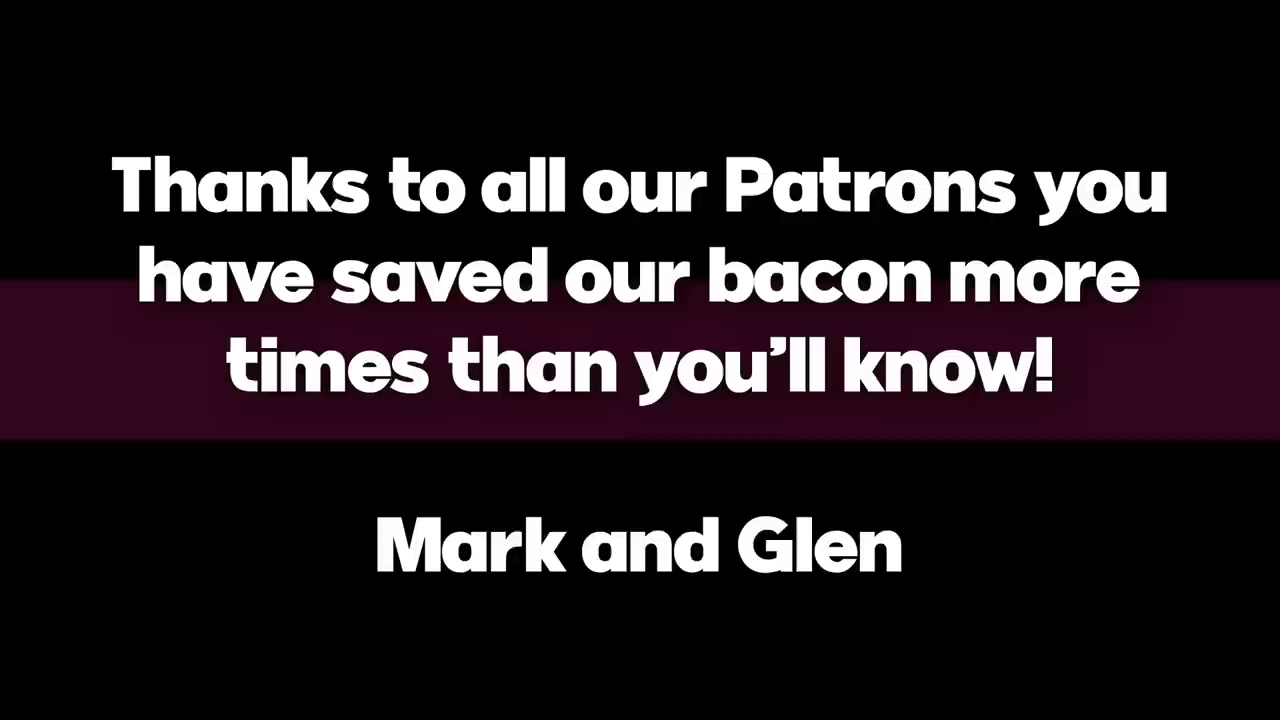 Thanks to all our Patrons you
have saved our bacon more
times than you’ll know!
Mark and Glen